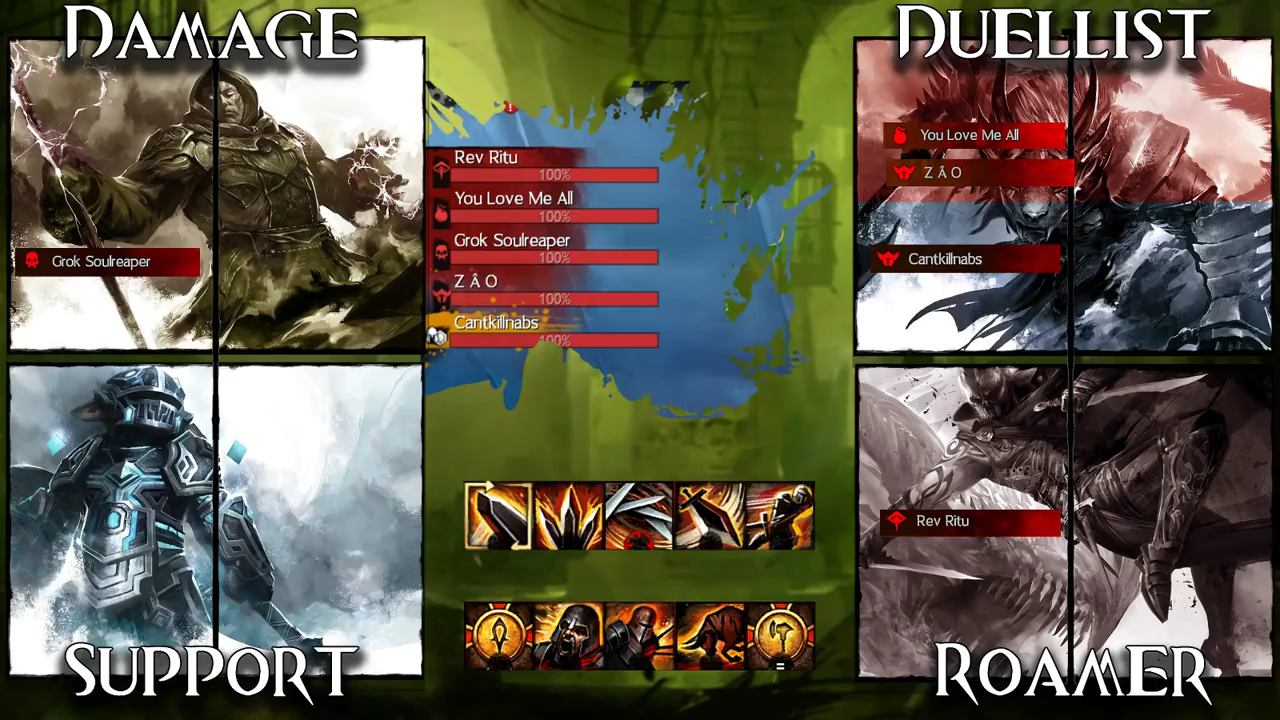 DAMAGE
DUELLIST
Grok Soulreaper
Rev Ritu
100%
You Love Me All
100%
Grok Soulreaper
100%
Z Â O
100%
Cantkillnabs
100%
You Love Me All
Z Â O
Cantkillnabs
Rev Ritu
SUPPORT
ROAMER